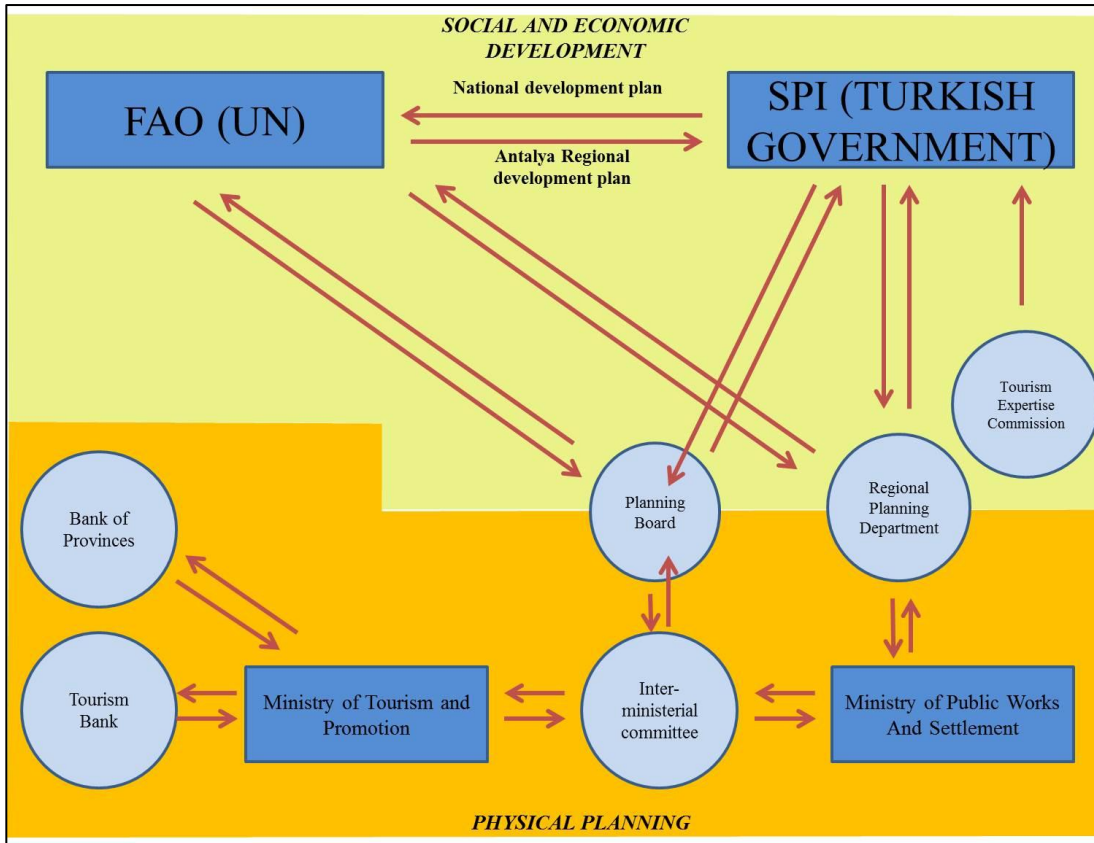 SOCIAL AND ECONOMIC
DEVELOPMENT
FAO (UN)
National development plan
Antalya Regional
development plan
SPI (TURKISH
GOVERNMENT)
Tourism
Expertise
Commission
Planning
Board
Regional
Planning
Department
Bank of
Provinces
Tourism
Bank
Ministry of Tourism and
Promotion
Inter-
ministerial
committee
Ministry of Public Works
And Settlement
PHYSICAL PLANNING